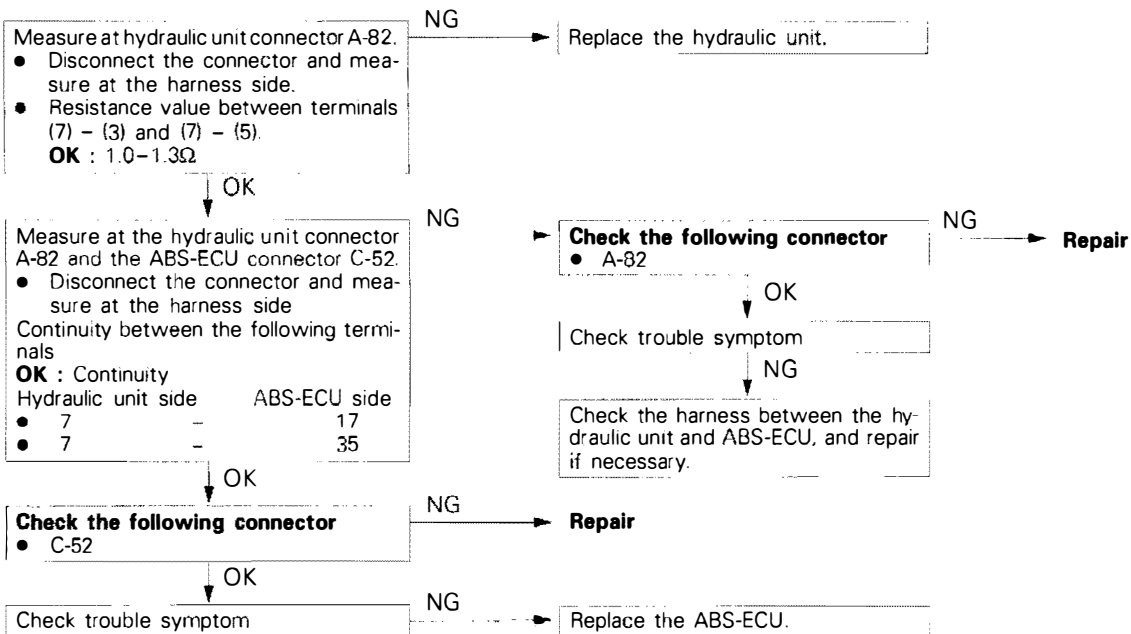 Measure at hydraulic unit connector A-82.
● Disconnect the connector and mea-
sure at the harness side.
● Resistance value between terminals
(7) – (3) and (7) – (5).
OK : 1.0–1.3Ω
NG
Replace the hydraulic unit.
OK
Measure at the hydraulic unit connector
A-82 and the ABS-ECU connector C-52.
● Disconnect the connector and mea-
sure at the harness side
Continuity between the following termi-
nals
OK : Continuity
Hydraulic unit side ABS-ECU side
● 7 – 17
● 7 – 35
NG
Check the following connector
● A-82
NG
Repair
OK
Check trouble symptom
NG
Check the harness between the hy-
draulic unit and ABS-ECU, and repair
if necessary.
OK
Check the following connector
● C-52
NG
Repair
OK
Check trouble symptom
NG
Replace the ABS-ECU.